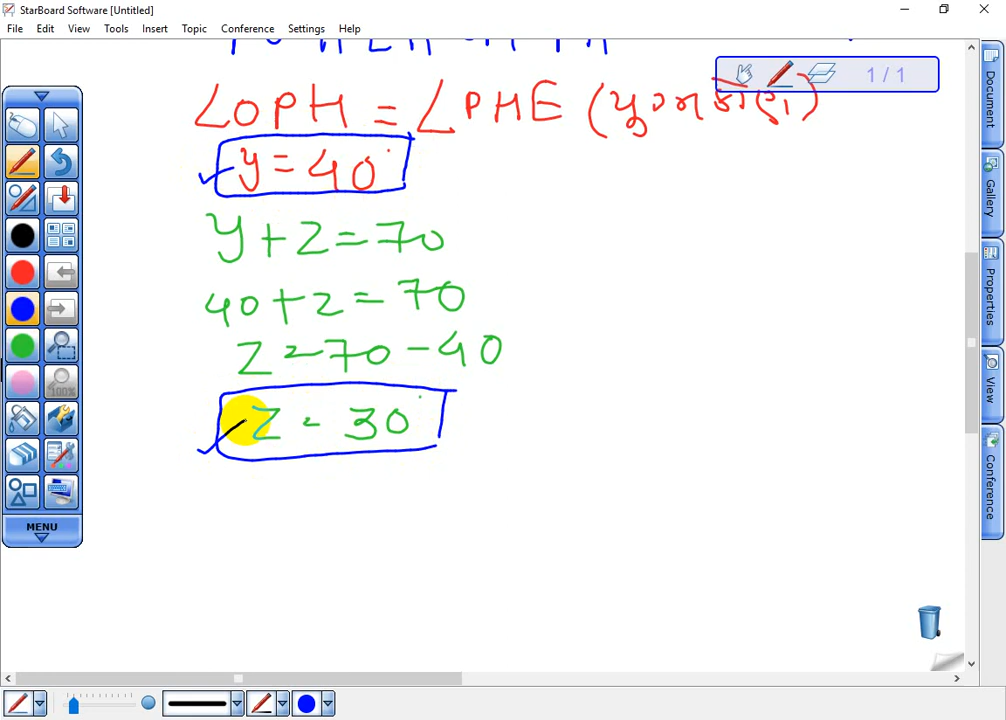 StarBoard Software [Untitled]
File Edit View Tools Insert Topic Conference Settings Help
1 / 1
∠OPH = ∠PHE
y = 40°
y + z = 70
40 + z = 70
z = 70 - 40
z = 30°
MENU
100%
Document
Gallery
Properties
View
Conference